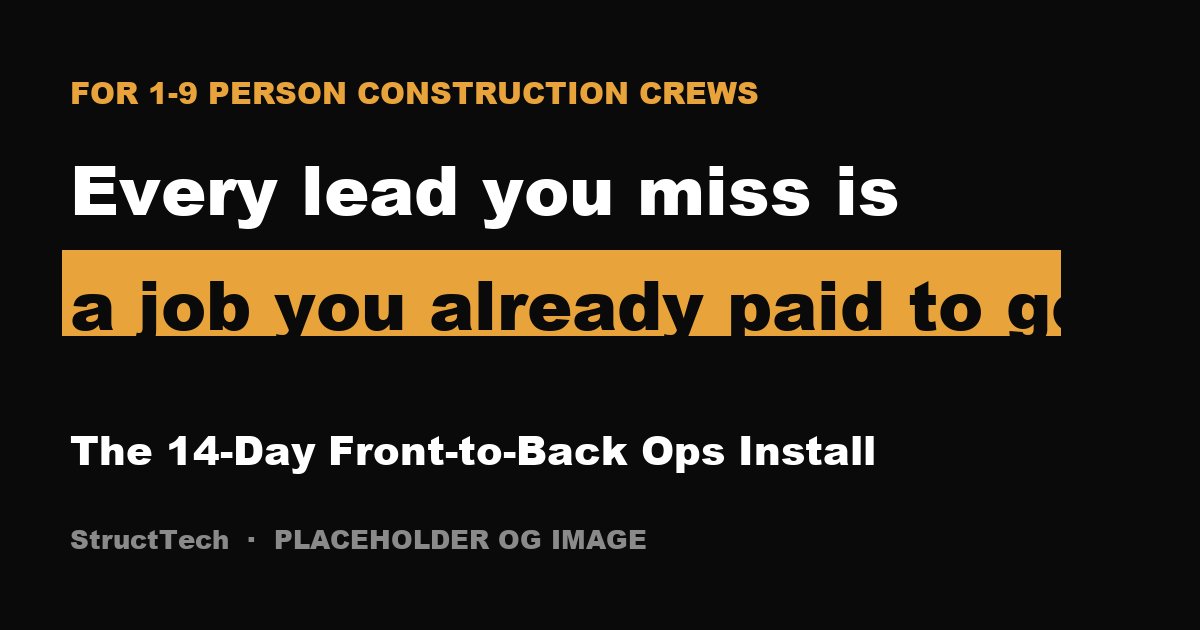 FOR 1-9 PERSON CONSTRUCTION CREWS
Every lead you miss is
a job you already paid to
The 14-Day Front-to-Back Ops Install
StructTech · PLACEHOLDER OG IMAGE